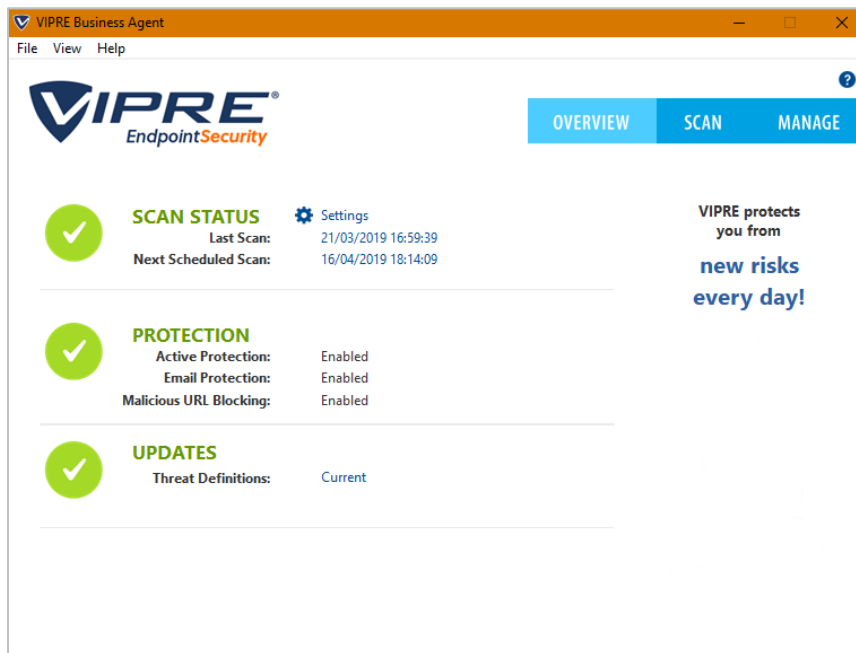 VIPRE Business Agent
File View Help
?
VIPRE®
EndpointSecurity
OVERVIEW SCAN MANAGE
SCAN STATUS Settings
Last Scan: 21/03/2019 16:59:39
Next Scheduled Scan: 16/04/2019 18:14:09
VIPRE protects
you from
new risks
every day!
PROTECTION
Active Protection: Enabled
Email Protection: Enabled
Malicious URL Blocking: Enabled
UPDATES
Threat Definitions: Current